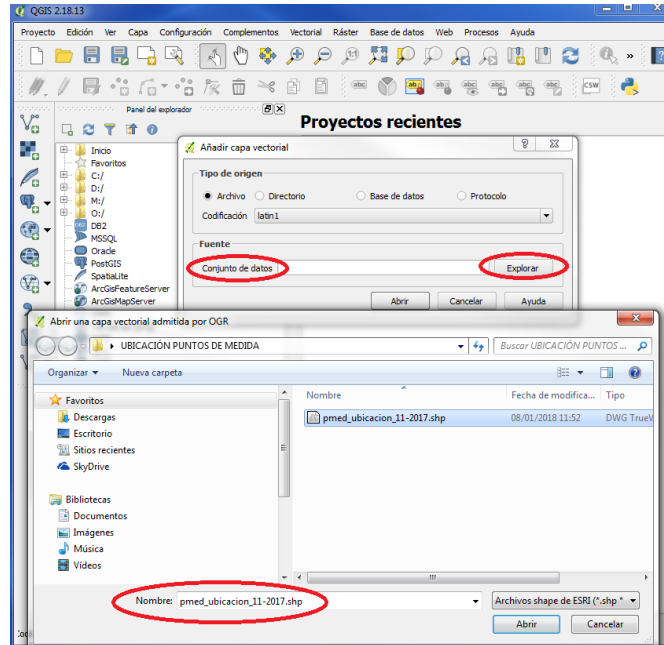 QGIS 2.18.13
Proyecto Edición Ver Capa Configuración Complementos Vectorial Ráster Base de datos Web Procesos Ayuda
Panel del explorador
Proyectos recientes
Inicio
Favoritos
C:/
D:/
M:/
O:/
DB2
MSSQL
Oracle
PostGIS
SpatiaLite
ArcGisFeatureServer
ArcGisMapServer
CSW
Añadir capa vectorial
Tipo de origen
Archivo Directorio Base de datos Protocolo
Codificación latin1
Fuente
Conjunto de datos Explorar
Abrir Cancelar Ayuda
Abrir una capa vectorial admitida por OGR
UBICACIÓN PUNTOS DE MEDIDA
Buscar UBICACIÓN PUNTOS ...
Organizar Nueva carpeta
Favoritos
Descargas
Escritorio
Sitios recientes
SkyDrive
Bibliotecas
Documentos
Imágenes
Música
Vídeos
Nombre Fecha de modifica... Tipo
pmed_ubicacion_11-2017.shp 08/01/2018 11:52 DWG TrueV
Nombre: pmed_ubicacion_11-2017.shp
Archivos shape de ESRI (*.shp *
Abrir Cancelar